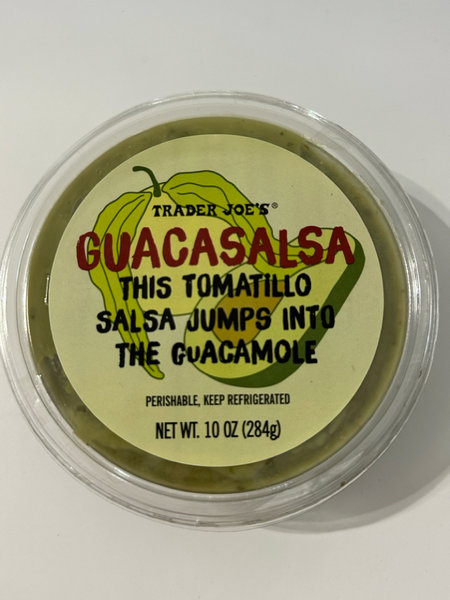 TRADER JOE'S®
GUACASALSA
THIS TOMATILLO
SALSA JUMPS INTO
THE GUACAMOLE
PERISHABLE, KEEP REFRIGERATED
NET WT. 10 OZ (284g)